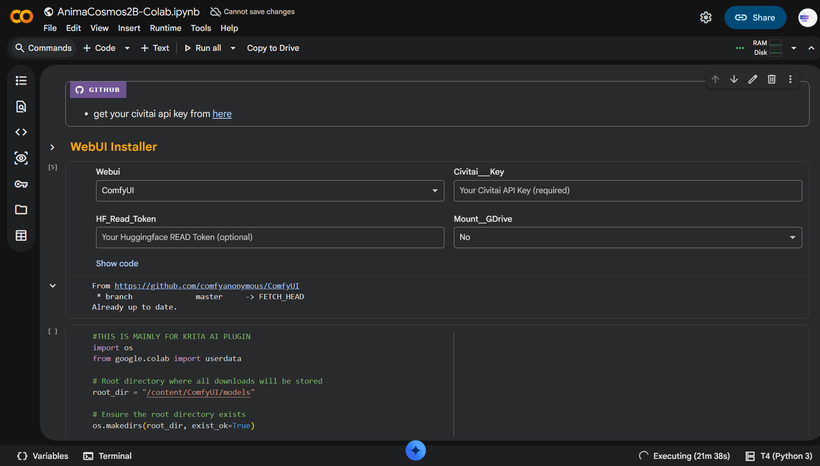 AnimaCosmos2B-Colab.ipynb
Cannot save changes
File Edit View Insert Runtime Tools Help
Share
Commands + Code + Text Run all Copy to Drive
RAM
Disk
GITHUB
get your civitai api key from here
WebUI Installer
[5]
Webui
Civitai__Key
ComfyUI
Your Civitai API Key (required)
HF_Read_Token
Mount__GDrive
Your Huggingface READ Token (optional)
No
Show code
From https://github.com/comfyanonymous/ComfyUI
* branch master -> FETCH_HEAD
Already up to date.
[ ]
#THIS IS MAINLY FOR KRITA AI PLUGIN
import os
from google.colab import userdata
# Root directory where all downloads will be stored
root_dir = "/content/ComfyUI/models"
# Ensure the root directory exists
os.makedirs(root_dir, exist_ok=True)
Variables Terminal
Executing (21m 38s) T4 (Python 3)